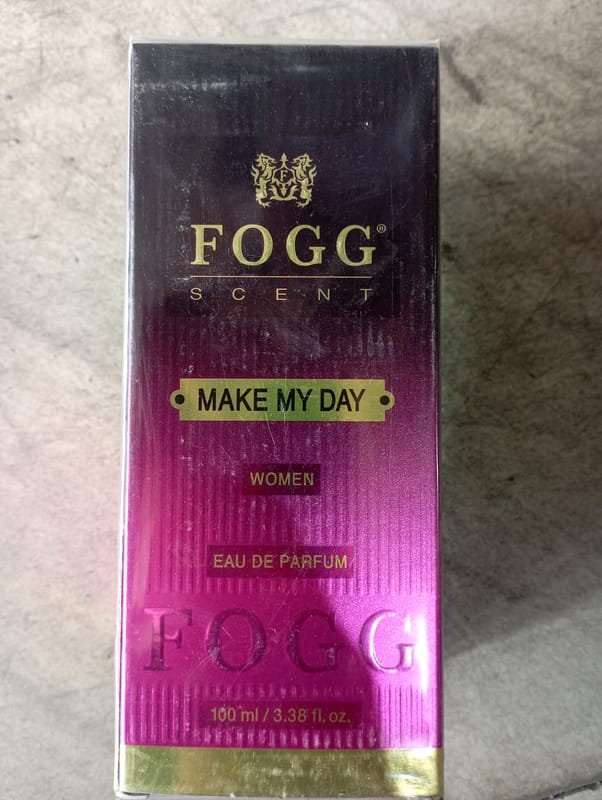 F
FOGG®
SCENT
MAKE MY DAY
WOMEN
EAU DE PARFUM
FOGG
100 ml / 3.38 fl. oz.